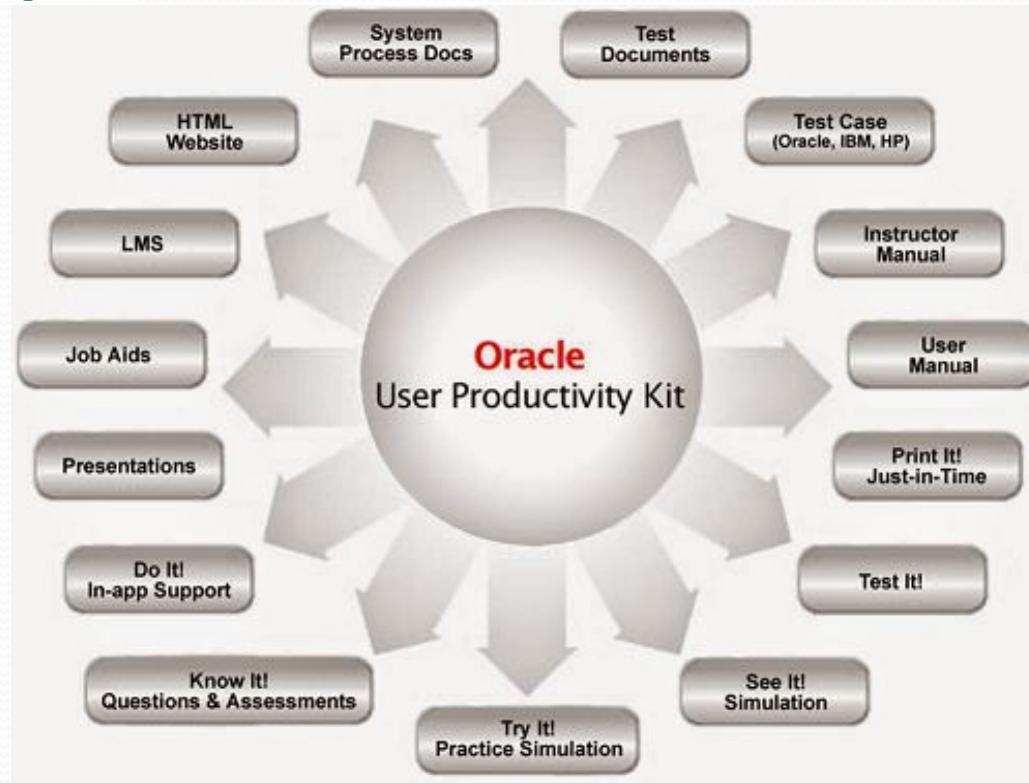 System
Process Docs
Test
Documents
HTML
Website
Test Case
(Oracle, IBM, HP)
LMS
Instructor
Manual
Job Aids
Oracle
User Productivity Kit
User
Manual
Presentations
Print It!
Just-in-Time
Do It!
In-app Support
Test It!
Know It!
Questions & Assessments
See It!
Simulation
Try It!
Practice Simulation